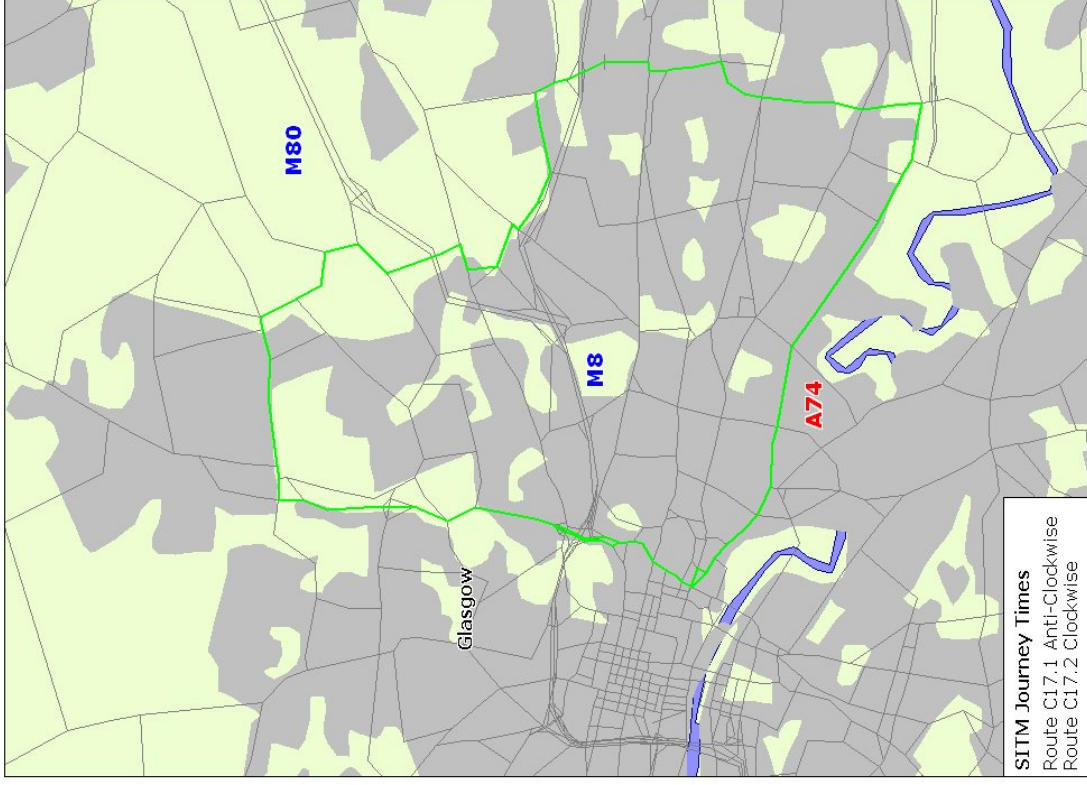 M80
M8
A74
Glasgow
SITM Journey Times
Route C17.1 Anti-Clockwise
Route C17.2 Clockwise